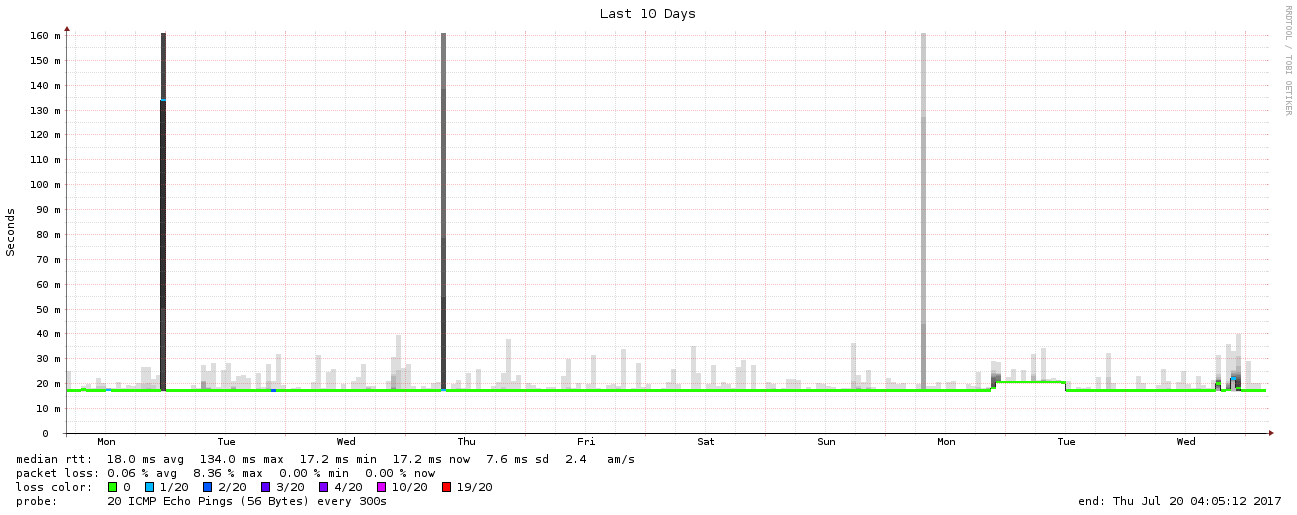 Last 10 Days
RRDTOOL / TOBI OETIKER
Seconds
160 m
150 m
140 m
130 m
120 m
110 m
100 m
90 m
80 m
70 m
60 m
50 m
40 m
30 m
20 m
10 m
0
Mon Tue Wed Thu Fri Sat Sun Mon Tue Wed
median rtt: 18.0 ms avg 134.0 ms max 17.2 ms min 17.2 ms now 7.6 ms sd 2.4 am/s
packet loss: 0.06 % avg 8.36 % max 0.00 % min 0.00 % now
loss color: 0 1/20 2/20 3/20 4/20 10/20 19/20
probe: 20 ICMP Echo Pings (56 Bytes) every 300s end: Thu Jul 20 04:05:12 2017